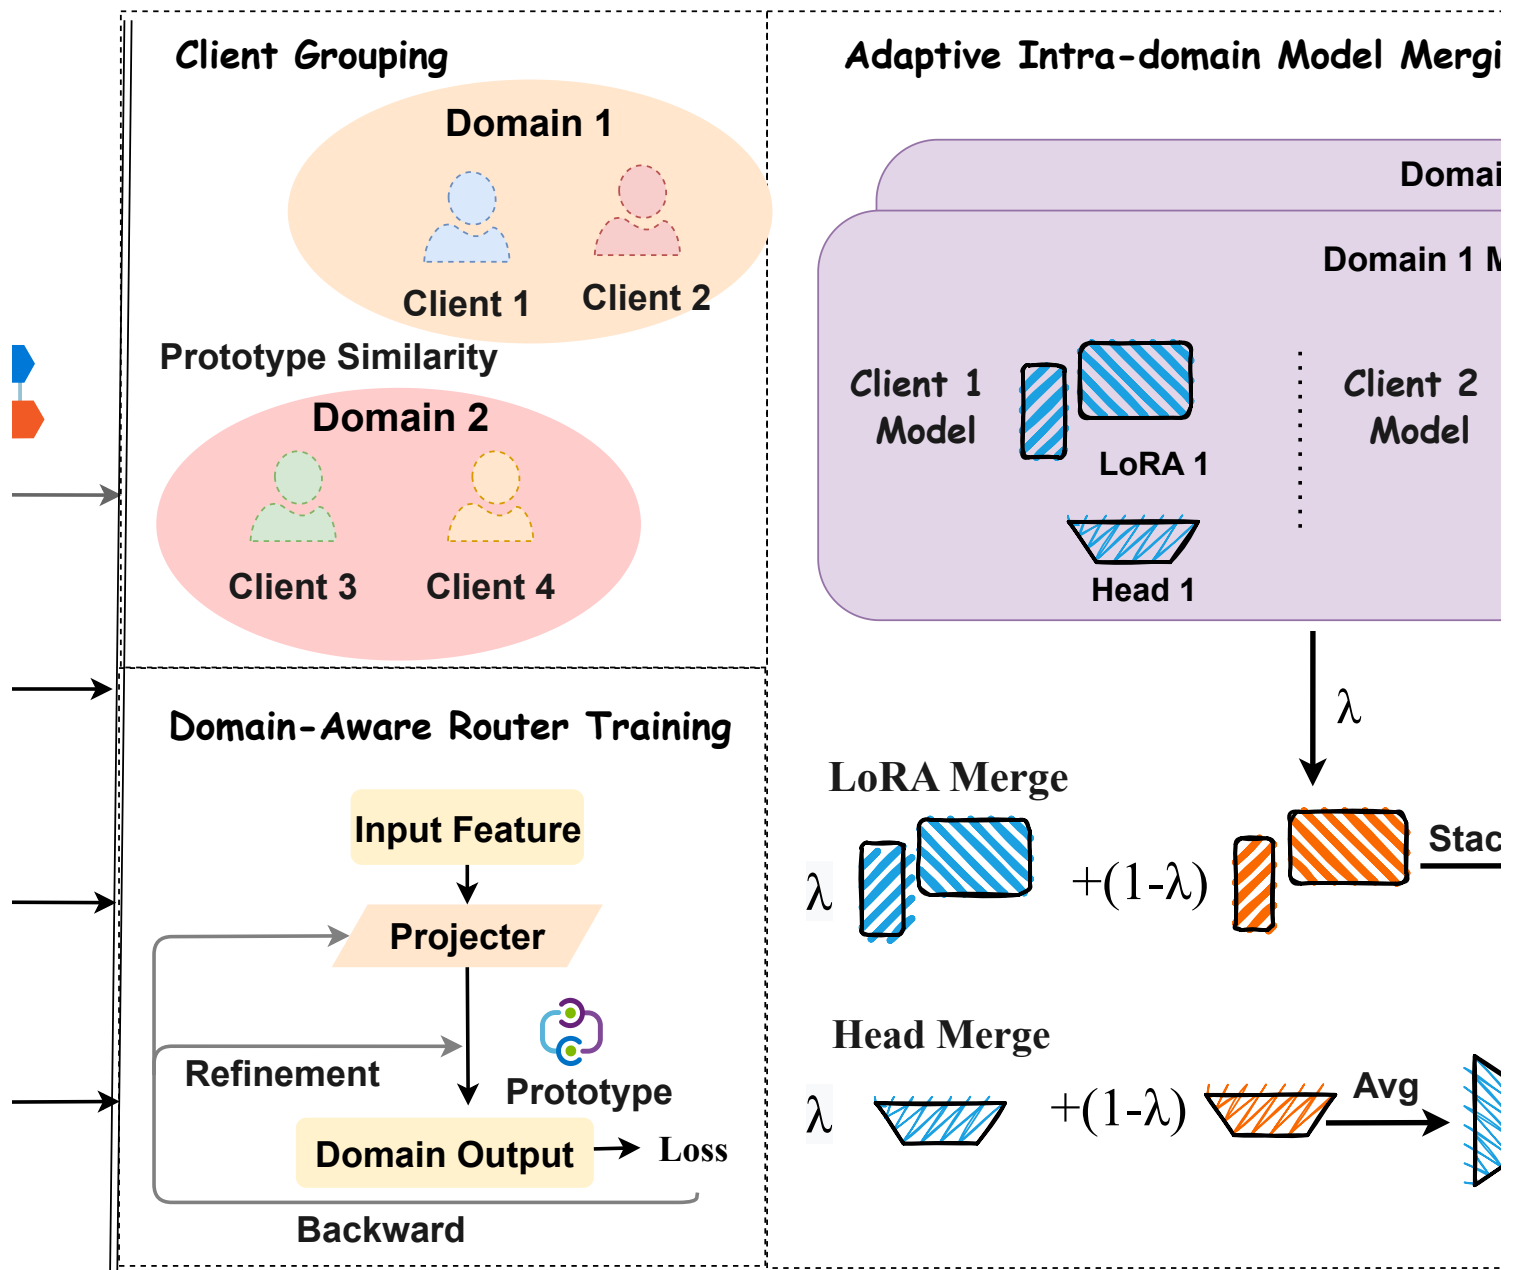 Client Grouping
Domain 1
Client 1
Client 2
Prototype Similarity
Domain 2
Client 3
Client 4
Domain-Aware Router Training
Input Feature
Projecter
Refinement
Prototype
Domain Output
Loss
Backward
Adaptive Intra-domain Model Mergi
Domai
Domain 1 M
Client 1
Model
LoRA 1
Head 1
Client 2
Model
λ
LoRA Merge
λ
+(1-λ)
Stac
Head Merge
λ
+(1-λ)
Avg